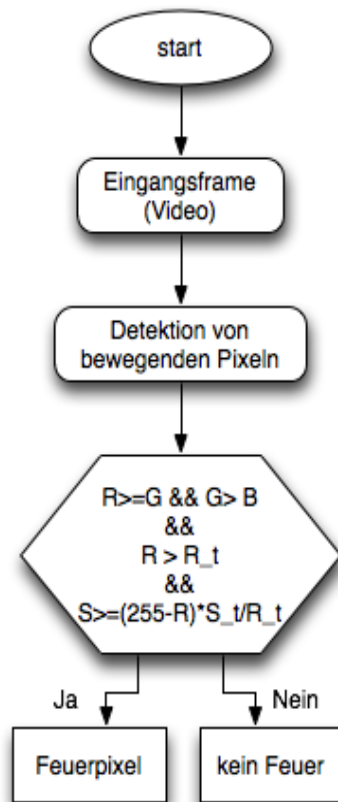 start
Eingangsframe
(Video)
Detektion von
bewegenden Pixeln
R>=G && G> B
&&
R > R_t
&&
S>=(255-R)*S_t/R_t
Ja
Nein
Feuerpixel
kein Feuer